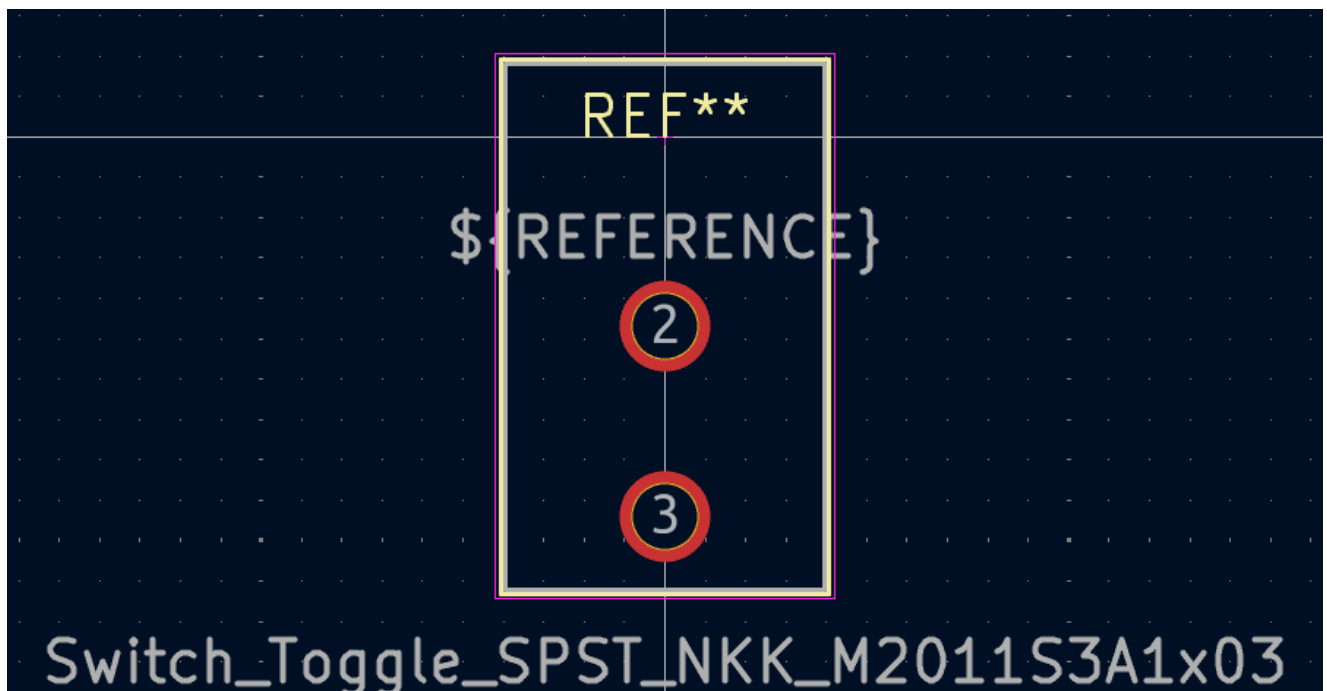 REF**
${REFERENCE}
2
3
Switch_Toggle_SPST_NKK_M2011S3A1x03